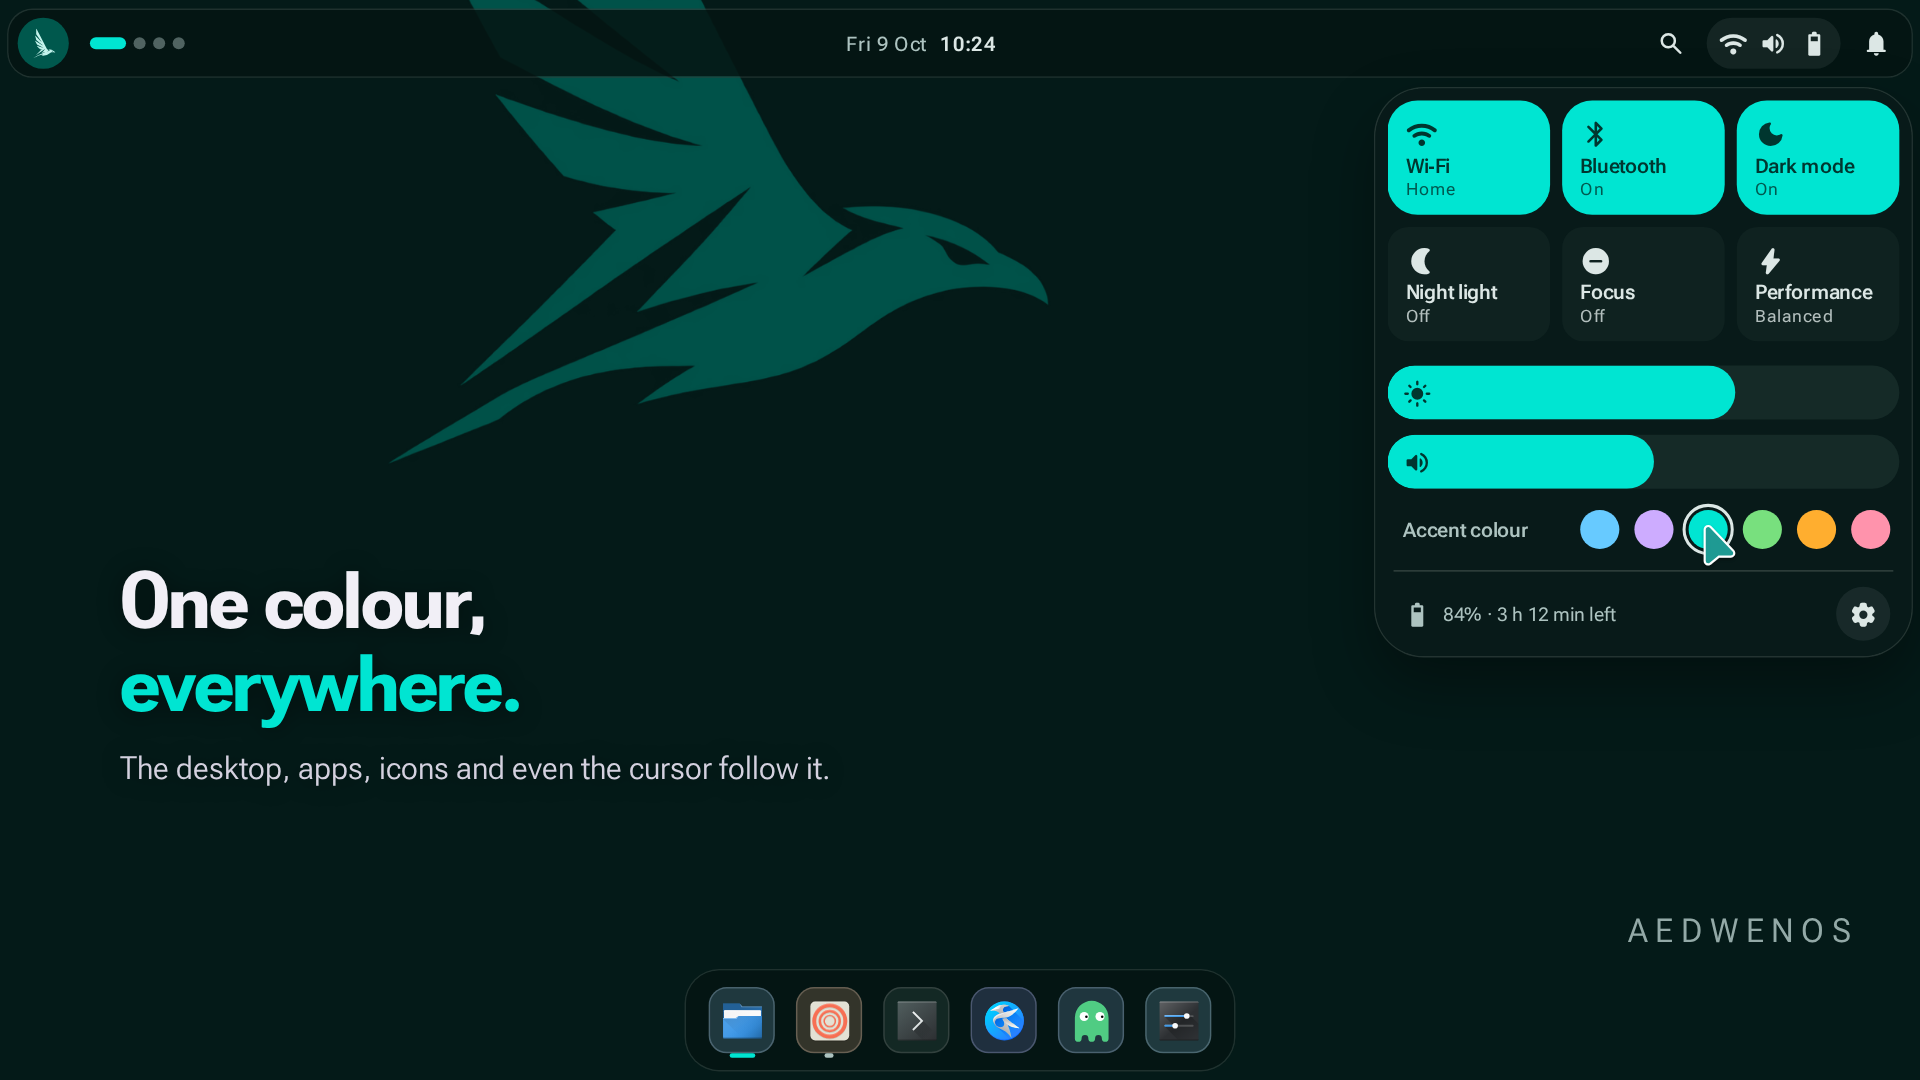 Fri 9 Oct 10:24
Wi-Fi
Home
Bluetooth
On
Dark mode
On
Night light
Off
Focus
Off
Performance
Balanced
Accent colour
84% · 3 h 12 min left
One colour,
everywhere.
The desktop, apps, icons and even the cursor follow it.
AEDWENOS